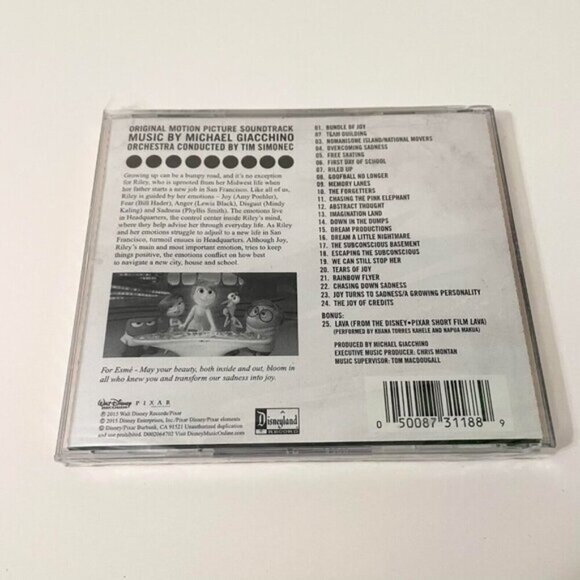 ORIGINAL MOTION PICTURE SOUNDTRACK
MUSIC BY MICHAEL GIACCHINO
ORCHESTRA CONDUCTED BY TIM SIMONEC
Growing up can be a bumpy road, and it's no exception
for Riley, who is uprooted from her Midwest life when
her father starts a new job in San Francisco. Like all of us,
Riley is guided by her emotions – Joy (Amy Poehler),
Fear (Bill Hader), Anger (Lewis Black), Disgust (Mindy
Kaling) and Sadness (Phyllis Smith). The emotions live
in Headquarters, the control center inside Riley's mind,
where they help advise her through everyday life. As Riley
and her emotions struggle to adjust to a new life in San
Francisco, turmoil ensues in Headquarters. Although Joy,
Riley's main and most important emotion, tries to keep
things positive, the emotions conflict on how best
to navigate a new city, house and school.
For Esmé - May your beauty, both inside and out, bloom in
all who knew you and transform our sadness into joy.
WALT DISNEY
PIXAR
℗ 2015 Walt Disney Records/Pixar
© 2015 Disney Enterprises, Inc./Pixar Disney/Pixar elements
© Disney/Pixar Burbank, CA 91521 Unauthorized duplication
and use prohibited. D002064702 Visit DisneyMusicOnline.com
Disneyland
RECORDS
01. BUNDLE OF JOY
02. TEAM BUILDING
03. NOMANISONE ISLAND/NATIONAL MOVERS
04. OVERCOMING SADNESS
05. FREE SKATING
06. FIRST DAY OF SCHOOL
07. RILED UP
08. GOOFBALL NO LONGER
09. MEMORY LANES
10. THE FORGETTERS
11. CHASING THE PINK ELEPHANT
12. ABSTRACT THOUGHT
13. IMAGINATION LAND
14. DOWN IN THE DUMPS
15. DREAM PRODUCTIONS
16. DREAM A LITTLE NIGHTMARE
17. THE SUBCONSCIOUS BASEMENT
18. ESCAPING THE SUBCONSCIOUS
19. WE CAN STILL STOP HER
20. TEARS OF JOY
21. RAINBOW FLYER
22. CHASING DOWN SADNESS
23. JOY TURNS TO SADNESS/A GROWING PERSONALITY
24. THE JOY OF CREDITS
BONUS:
25. LAVA (FROM THE DISNEY•PIXAR SHORT FILM LAVA)
(PERFORMED BY KUANA TORRES KAHELE AND NAPUA MAKUA)
PRODUCED BY MICHAEL GIACCHINO
EXECUTIVE MUSIC PRODUCER: CHRIS MONTAN
MUSIC SUPERVISOR: TOM MACDOUGALL
0 50087 31188 9